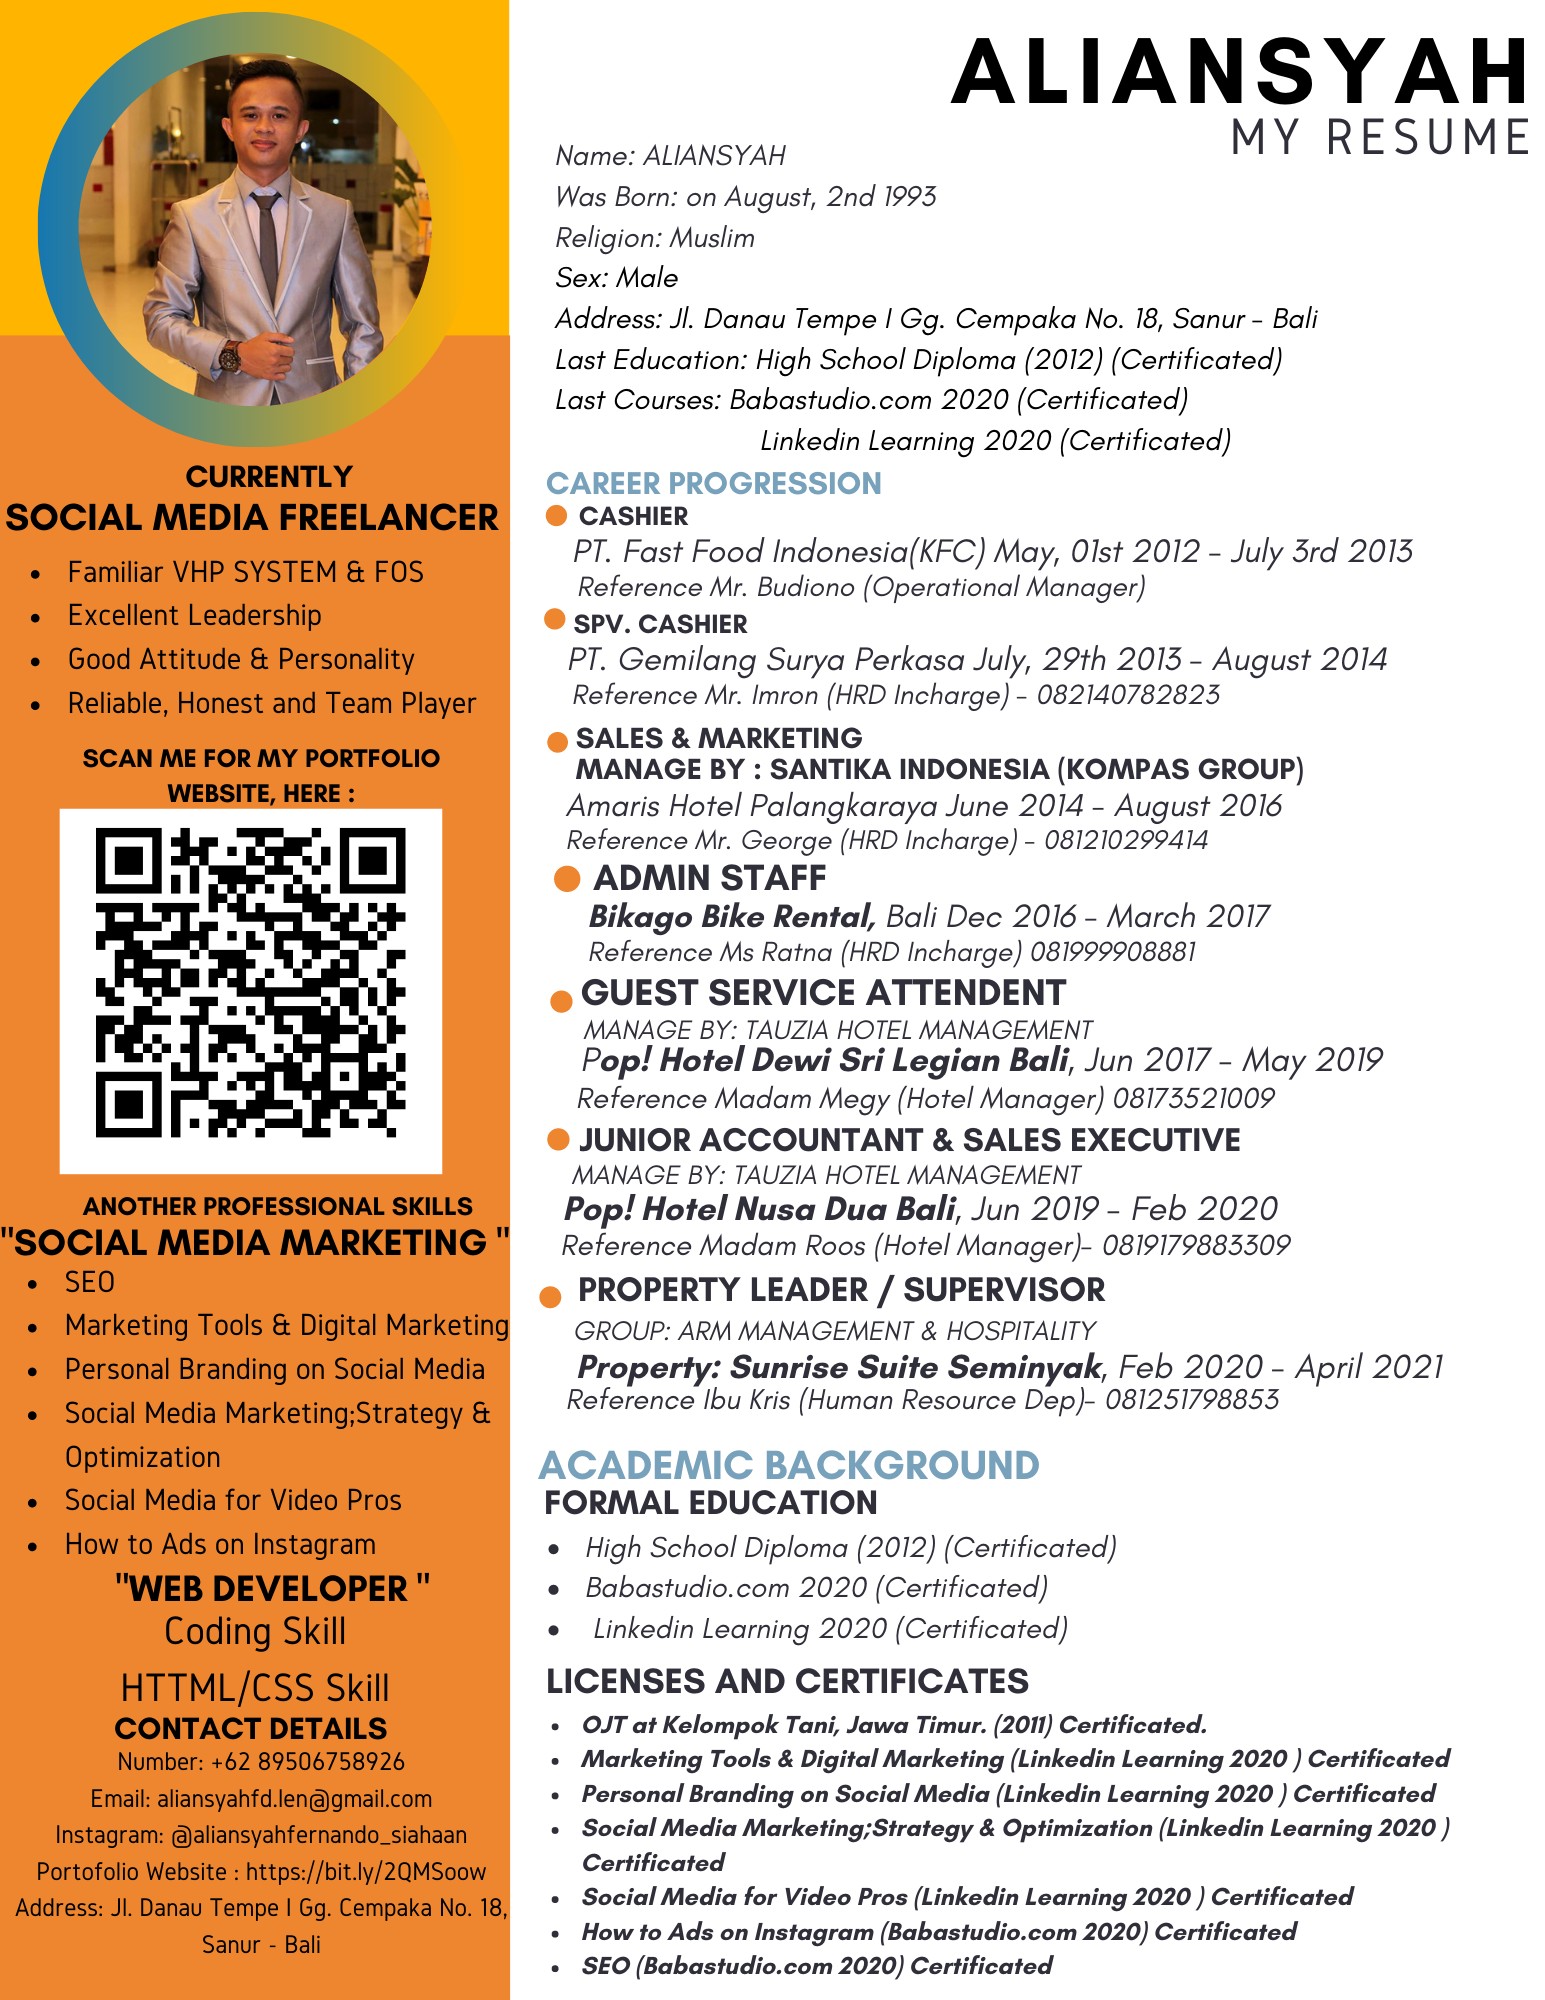 ALIANSYAH
MY RESUME
Name: ALIANSYAH
Was Born: on August, 2nd 1993
Religion: Muslim
Sex: Male
Address: Jl. Danau Tempe I Gg. Cempaka No. 18, Sanur - Bali
Last Education: High School Diploma (2012) (Certificated)
Last Courses: Babastudio.com 2020 (Certificated)
Linkedin Learning 2020 (Certificated)
CURRENTLY
SOCIAL MEDIA FREELANCER
• Familiar VHP SYSTEM & FOS
• Excellent Leadership
• Good Attitude & Personality
• Reliable, Honest and Team Player
SCAN ME FOR MY PORTFOLIO
WEBSITE, HERE :
ANOTHER PROFESSIONAL SKILLS
"SOCIAL MEDIA MARKETING "
• SEO
• Marketing Tools & Digital Marketing
• Personal Branding on Social Media
• Social Media Marketing;Strategy &
Optimization
• Social Media for Video Pros
• How to Ads on Instagram
"WEB DEVELOPER "
Coding Skill
HTTML/CSS Skill
CONTACT DETAILS
Number: +62 89506758926
Email: aliansyahfd.len@gmail.com
Instagram: @aliansyahfernando_siahaan
Portofolio Website : https://bit.ly/2QMSoow
Address: Jl. Danau Tempe I Gg. Cempaka No. 18,
Sanur - Bali
CAREER PROGRESSION
CASHIER
PT. Fast Food Indonesia(KFC) May, 01st 2012 - July 3rd 2013
Reference Mr. Budiono (Operational Manager)
SPV. CASHIER
PT. Gemilang Surya Perkasa July, 29th 2013 - August 2014
Reference Mr. Imron (HRD Incharge) - 082140782823
SALES & MARKETING
MANAGE BY : SANTIKA INDONESIA (KOMPAS GROUP)
Amaris Hotel Palangkaraya June 2014 - August 2016
Reference Mr. George (HRD Incharge) - 081210299414
ADMIN STAFF
Bikago Bike Rental, Bali Dec 2016 - March 2017
Reference Ms Ratna (HRD Incharge) 081999908881
GUEST SERVICE ATTENDENT
MANAGE BY: TAUZIA HOTEL MANAGEMENT
Pop! Hotel Dewi Sri Legian Bali, Jun 2017 - May 2019
Reference Madam Megy (Hotel Manager) 08173521009
JUNIOR ACCOUNTANT & SALES EXECUTIVE
MANAGE BY: TAUZIA HOTEL MANAGEMENT
Pop! Hotel Nusa Dua Bali, Jun 2019 - Feb 2020
Reference Madam Roos (Hotel Manager)- 0819179883309
PROPERTY LEADER / SUPERVISOR
GROUP: ARM MANAGEMENT & HOSPITALITY
Property: Sunrise Suite Seminyak, Feb 2020 - April 2021
Reference Ibu Kris (Human Resource Dep)- 081251798853
ACADEMIC BACKGROUND
FORMAL EDUCATION
• High School Diploma (2012) (Certificated)
• Babastudio.com 2020 (Certificated)
• Linkedin Learning 2020 (Certificated)
LICENSES AND CERTIFICATES
• OJT at Kelompok Tani, Jawa Timur. (2011) Certificated.
• Marketing Tools & Digital Marketing (Linkedin Learning 2020 ) Certificated
• Personal Branding on Social Media (Linkedin Learning 2020 ) Certificated
• Social Media Marketing;Strategy & Optimization (Linkedin Learning 2020 )
Certificated
• Social Media for Video Pros (Linkedin Learning 2020 ) Certificated
• How to Ads on Instagram (Babastudio.com 2020) Certificated
• SEO (Babastudio.com 2020) Certificated